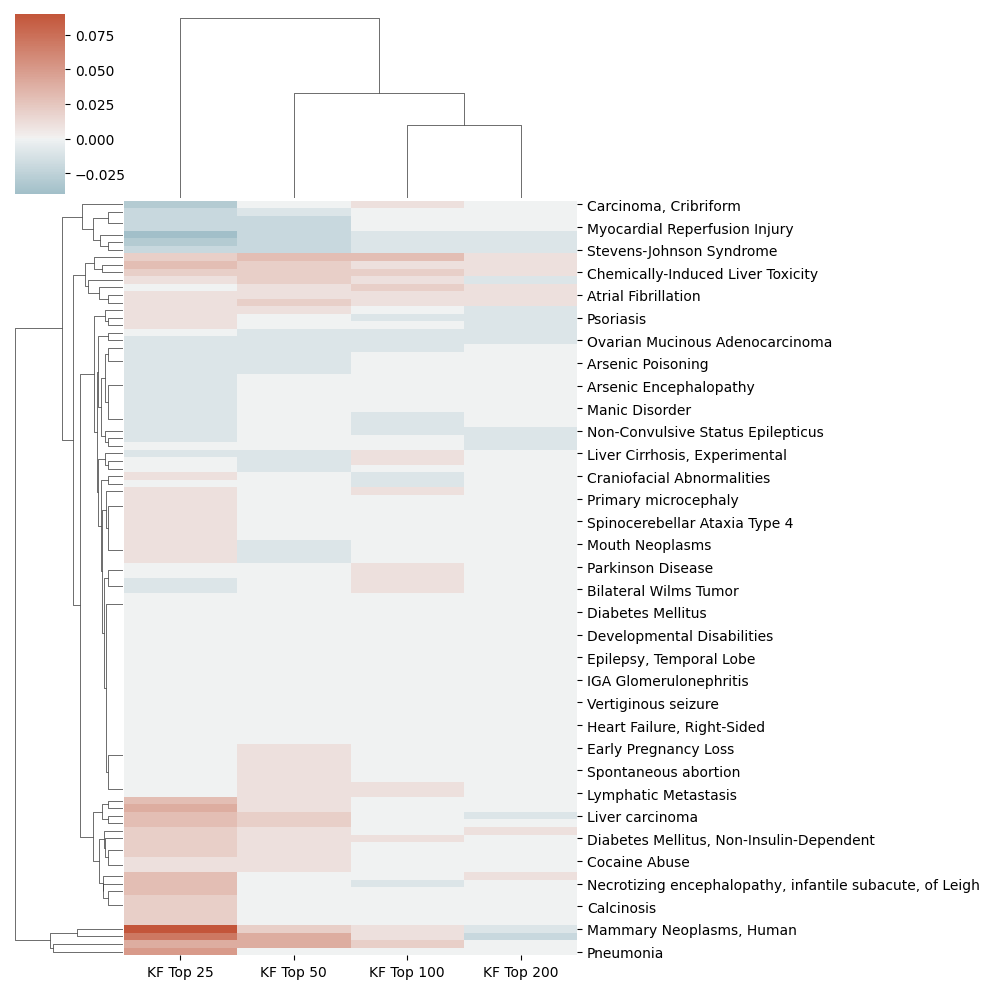 0.075
0.050
0.025
0.000
−0.025
Carcinoma, Cribriform
Myocardial Reperfusion Injury
Stevens-Johnson Syndrome
Chemically-Induced Liver Toxicity
Atrial Fibrillation
Psoriasis
Ovarian Mucinous Adenocarcinoma
Arsenic Poisoning
Arsenic Encephalopathy
Manic Disorder
Non-Convulsive Status Epilepticus
Liver Cirrhosis, Experimental
Craniofacial Abnormalities
Primary microcephaly
Spinocerebellar Ataxia Type 4
Mouth Neoplasms
Parkinson Disease
Bilateral Wilms Tumor
Diabetes Mellitus
Developmental Disabilities
Epilepsy, Temporal Lobe
IGA Glomerulonephritis
Vertiginous seizure
Heart Failure, Right-Sided
Early Pregnancy Loss
Spontaneous abortion
Lymphatic Metastasis
Liver carcinoma
Diabetes Mellitus, Non-Insulin-Dependent
Cocaine Abuse
Necrotizing encephalopathy, infantile subacute, of Leigh
Calcinosis
Mammary Neoplasms, Human
Pneumonia
KF Top 25 KF Top 50 KF Top 100 KF Top 200